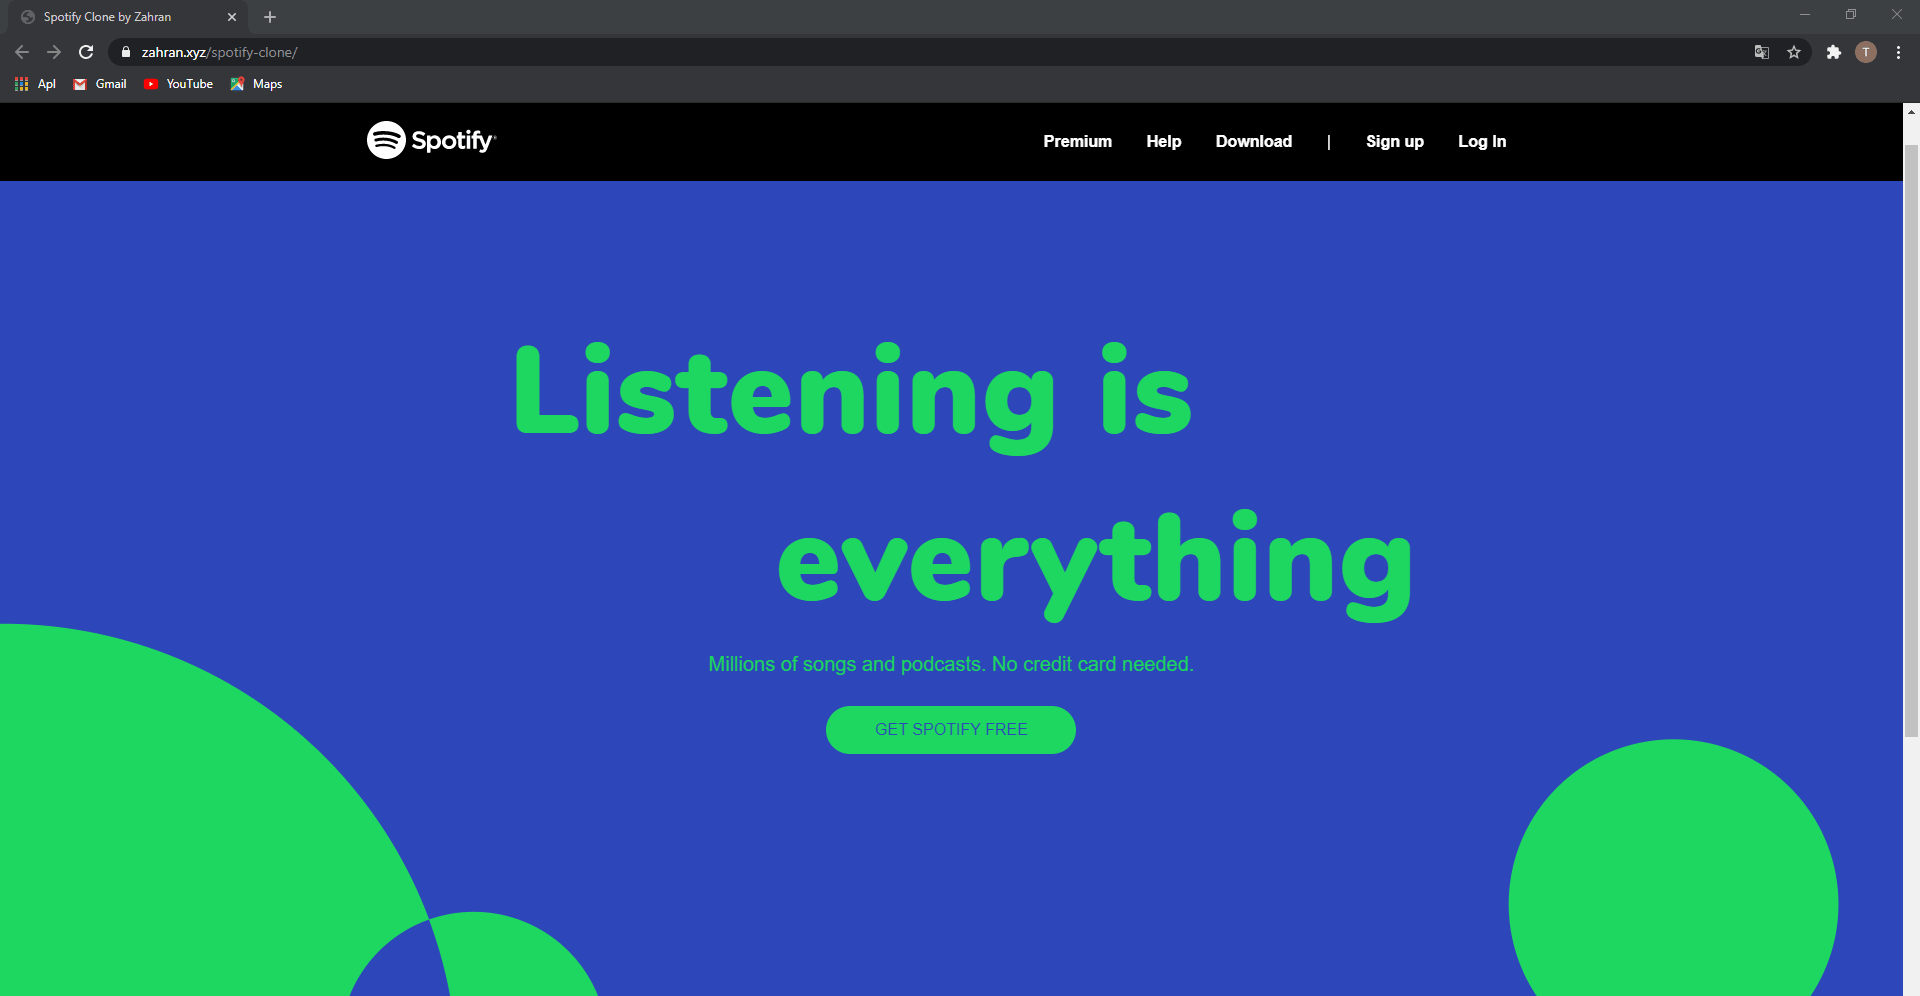 Spotify Clone by Zahran
zahran.xyz/spotify-clone/
T
Apl Gmail YouTube Maps
Spotify
Premium Help Download | Sign up Log In
Listening is
everything
Millions of songs and podcasts. No credit card needed.
GET SPOTIFY FREE